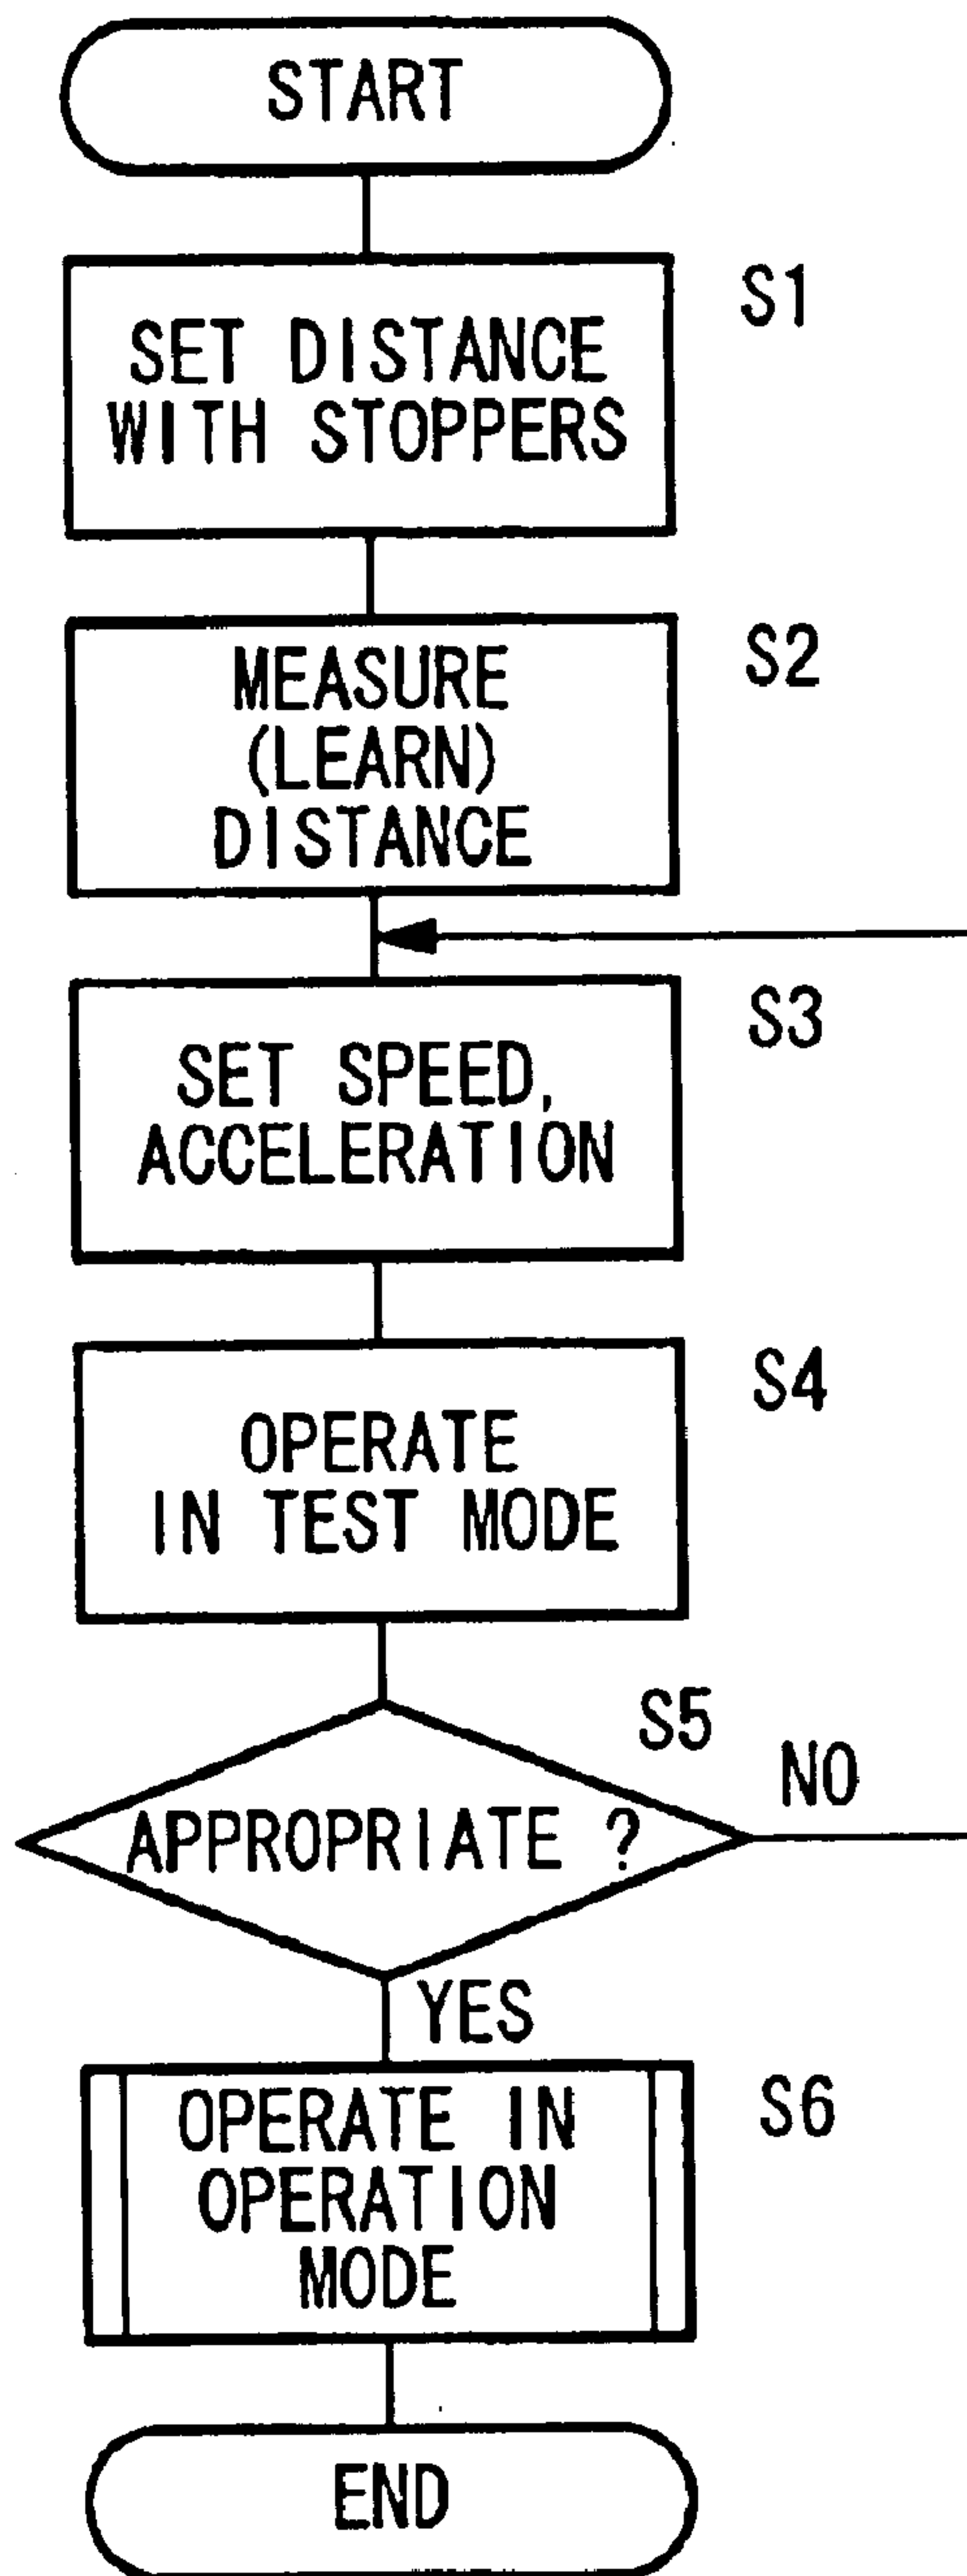 START
S1
SET DISTANCE
WITH STOPPERS
S2
MEASURE
(LEARN)
DISTANCE
S3
SET SPEED,
ACCELERATION
S4
OPERATE
IN TEST MODE
S5
NO
APPROPRIATE ?
YES
S6
OPERATE IN
OPERATION
MODE
END